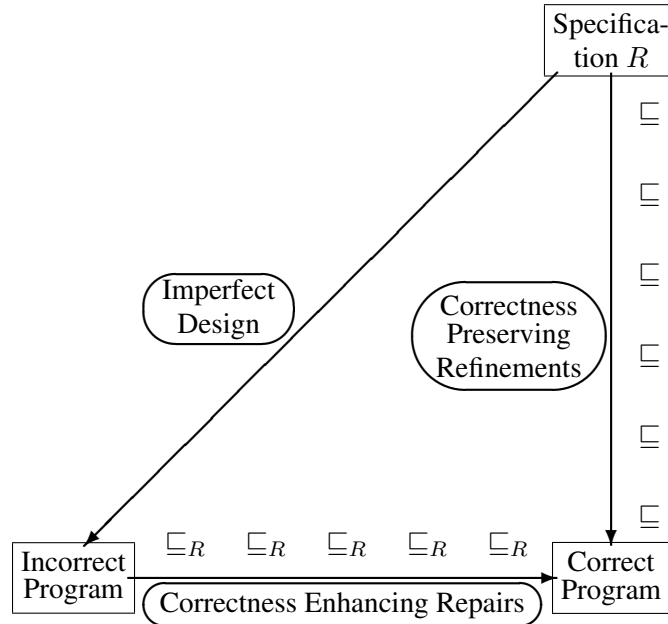 Specifica-
tion R
⊑
⊑
⊑
⊑
⊑
⊑
Imperfect
Design
Correctness
Preserving
Refinements
Incorrect
Program
⊑R ⊑R ⊑R ⊑R ⊑R
Correctness Enhancing Repairs
Correct
Program